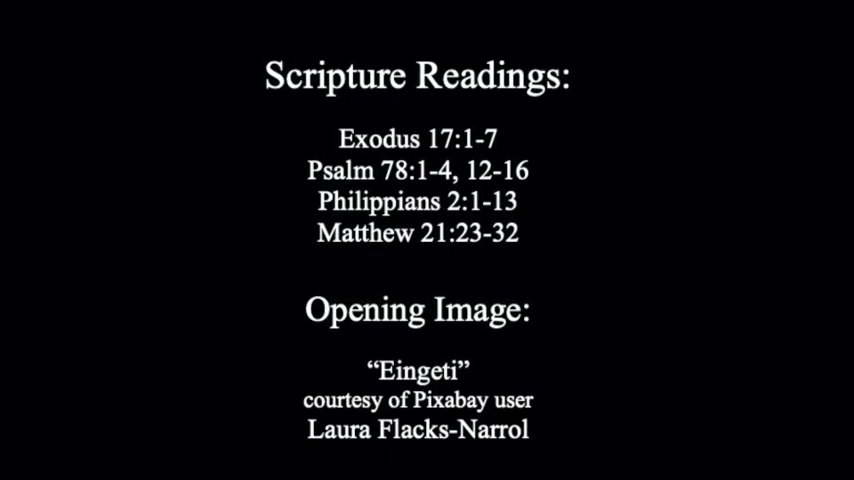 Scripture Readings:
Exodus 17:1-7
Psalm 78:1-4, 12-16
Philippians 2:1-13
Matthew 21:23-32
Opening Image:
“Eingeti”
courtesy of Pixabay user
Laura Flacks-Narrol